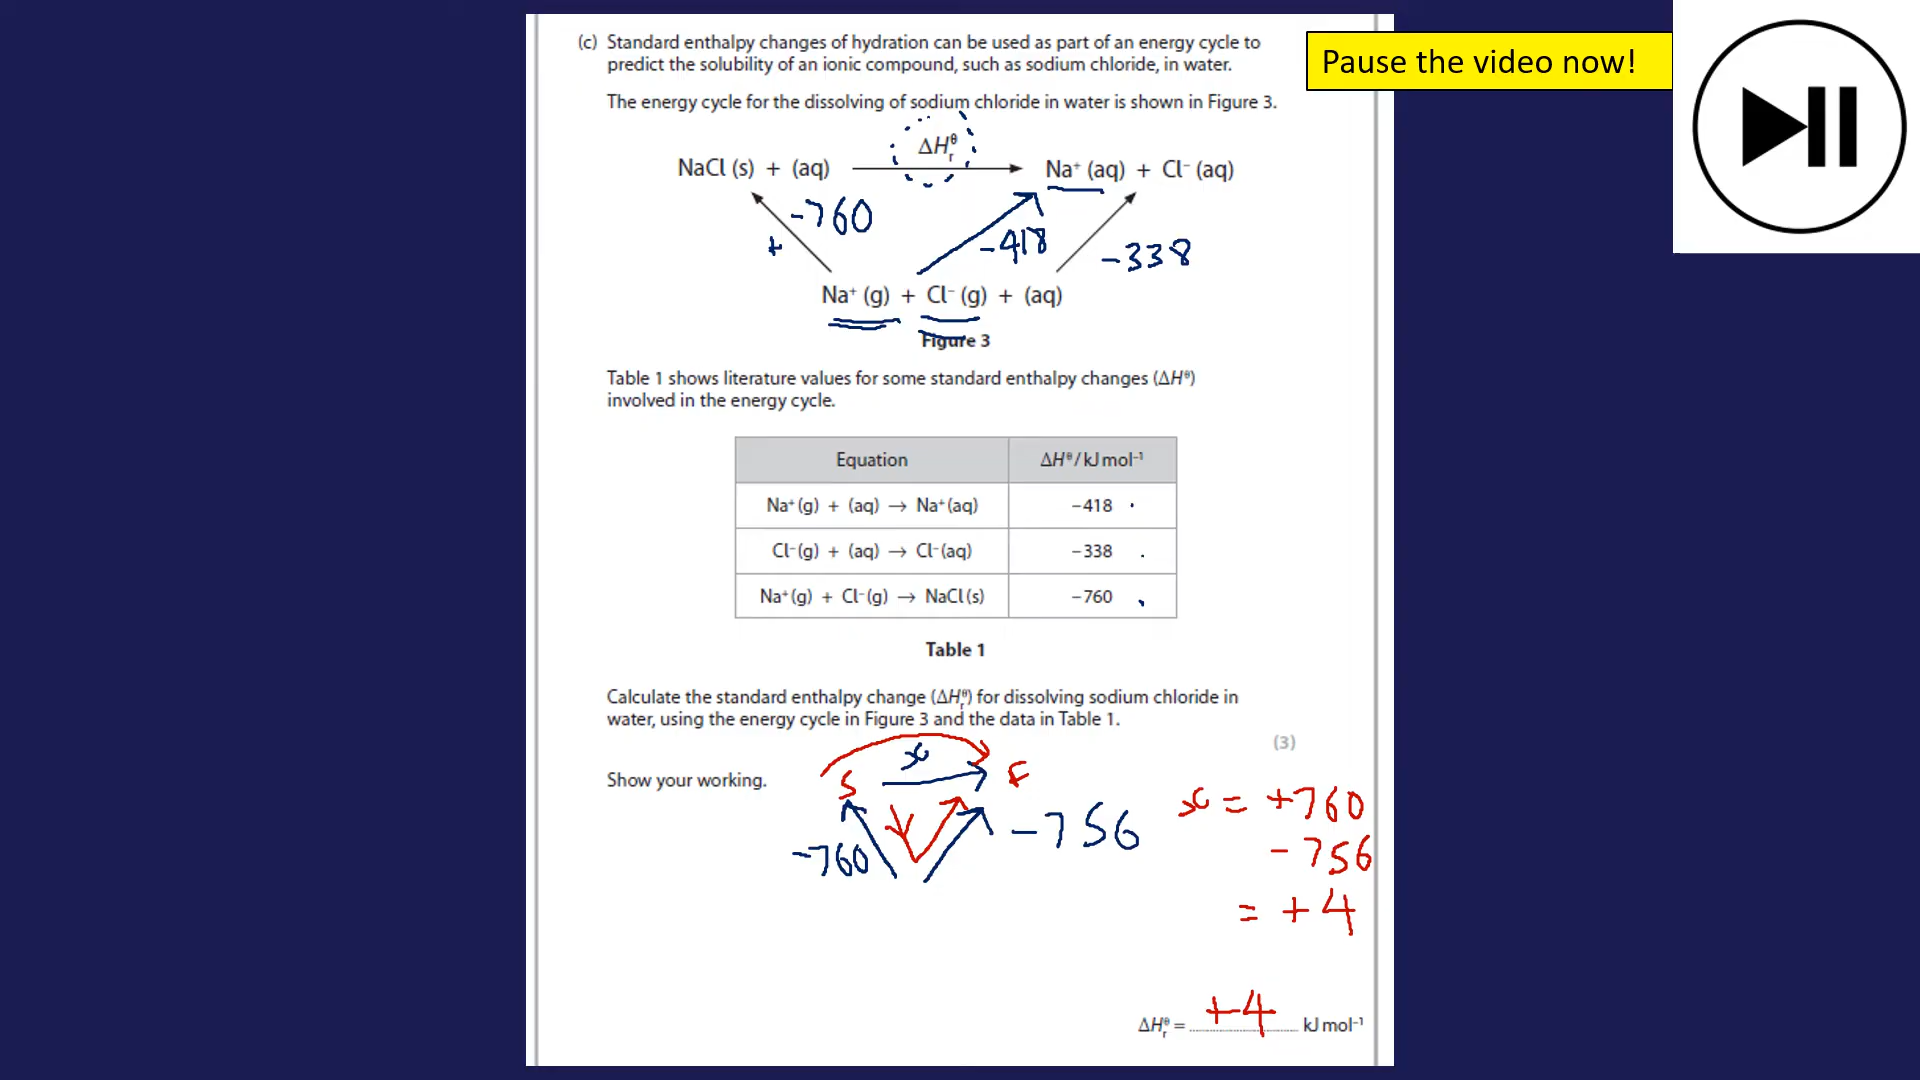 (c) Standard enthalpy changes of hydration can be used as part of an energy cycle to
predict the solubility of an ionic compound, such as sodium chloride, in water.
Pause the video now!
The energy cycle for the dissolving of sodium chloride in water is shown in Figure 3.
ΔHᵣ⁰
NaCl (s) + (aq) → Na⁺ (aq) + Cl⁻ (aq)
-760
+
-418
-338
Na⁺ (g) + Cl⁻ (g) + (aq)
Figure 3
Table 1 shows literature values for some standard enthalpy changes (ΔH⁰)
involved in the energy cycle.
Equation ΔH⁰/kJ mol⁻¹
Na⁺(g) + (aq) → Na⁺(aq) −418
Cl⁻(g) + (aq) → Cl⁻(aq) −338
Na⁺(g) + Cl⁻(g) → NaCl(s) −760
Table 1
Calculate the standard enthalpy change (ΔHᵣ⁰) for dissolving sodium chloride in
water, using the energy cycle in Figure 3 and the data in Table 1.
(3)
Show your working.
x
S F
-760
-756
x = +760
- 756
= +4
ΔHᵣ⁰ = +4 kJ mol⁻¹